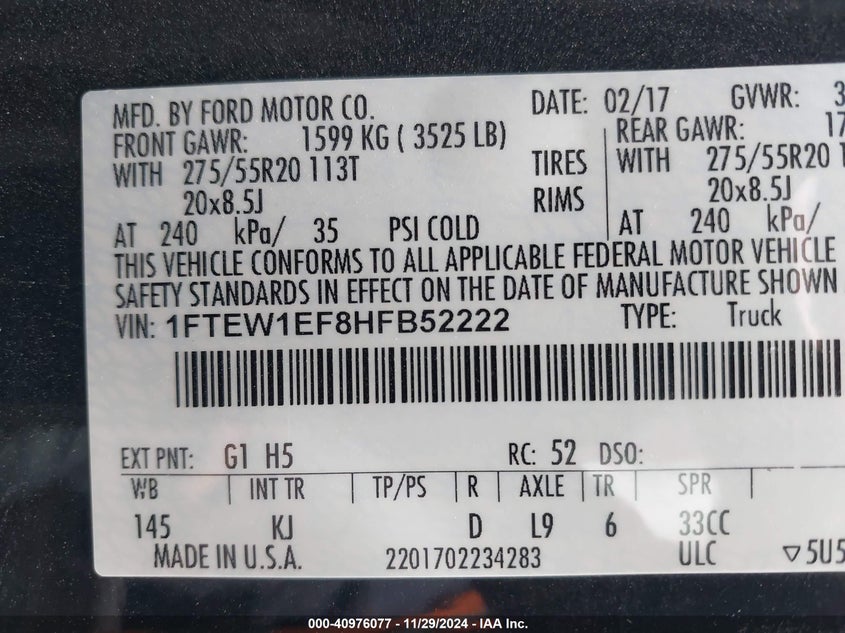 MFD. BY FORD MOTOR CO. DATE: 02/17 GVWR: 3
FRONT GAWR: 1599 KG ( 3525 LB) REAR GAWR: 17
WITH 275/55R20 113T TIRES WITH 275/55R20 1
20x8.5J RIMS 20x8.5J
AT 240 kPa/ 35 PSI COLD AT 240 kPa/
THIS VEHICLE CONFORMS TO ALL APPLICABLE FEDERAL MOTOR VEHICLE
SAFETY STANDARDS IN EFFECT ON THE DATE OF MANUFACTURE SHOWN
VIN: 1FTEW1EF8HFB52222 TYPE: Truck
EXT PNT: G1 H5 RC: 52 DSO:
WB INT TR TP/PS R AXLE TR SPR
145 KJ D L9 6 33CC
MADE IN U.S.A. 2201702234283 ULC ▽5U5
000-40976077 - 11/29/2024 - IAA Inc.